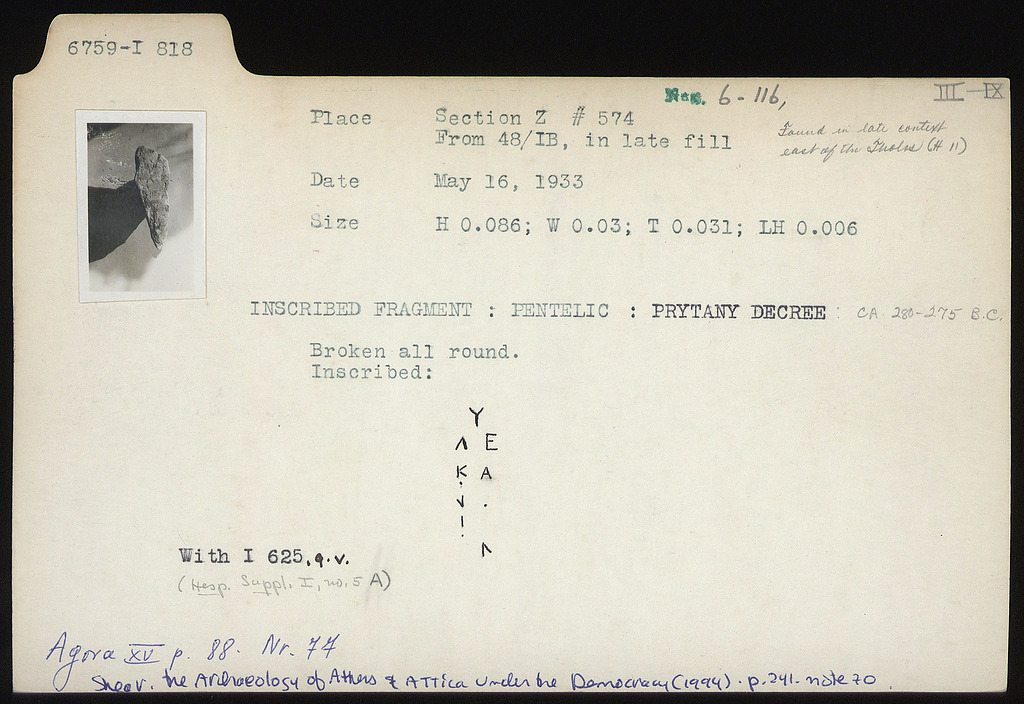 6759-I 818
Neg. 6-116,
III-IX
Place Section Z # 574
From 48/IB, in late fill
Found in late context
east of the Tholos (H 11)
Date May 16, 1933
Size H 0.086; W 0.03; T 0.031; LH 0.006
INSCRIBED FRAGMENT : PENTELIC : PRYTANY DECREE : CA. 280-275 B.C.
Broken all round.
Inscribed:
Υ
Λ Ε
Κ Α
Λ
With I 625, q.v.
(Hesp. Suppl. I, no. 5 A)
Agora XV p. 88. Nr. 77
Shear. The Archaeology of Athens & Attica under the Democracy (1994). p. 241. note 70.